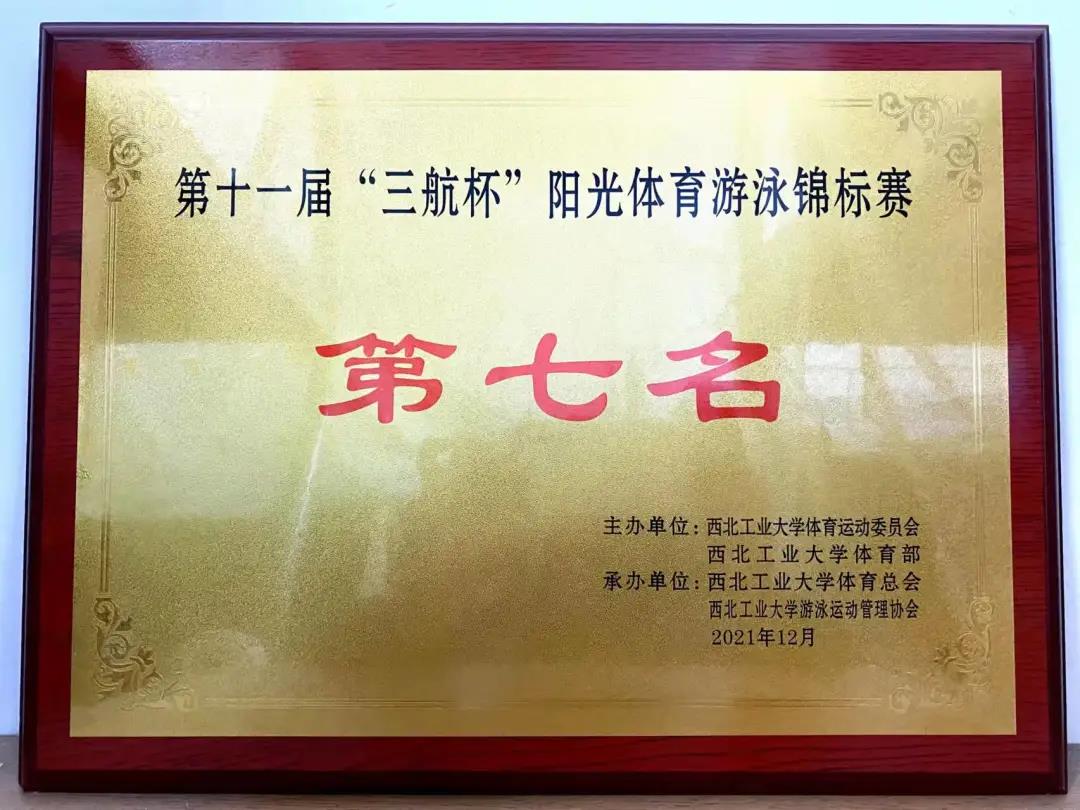 第十一届“三航杯”阳光体育游泳锦标赛
第七名
主办单位：西北工业大学体育运动委员会
西北工业大学体育部
承办单位：西北工业大学体育总会
西北工业大学游泳运动管理协会
2021年12月